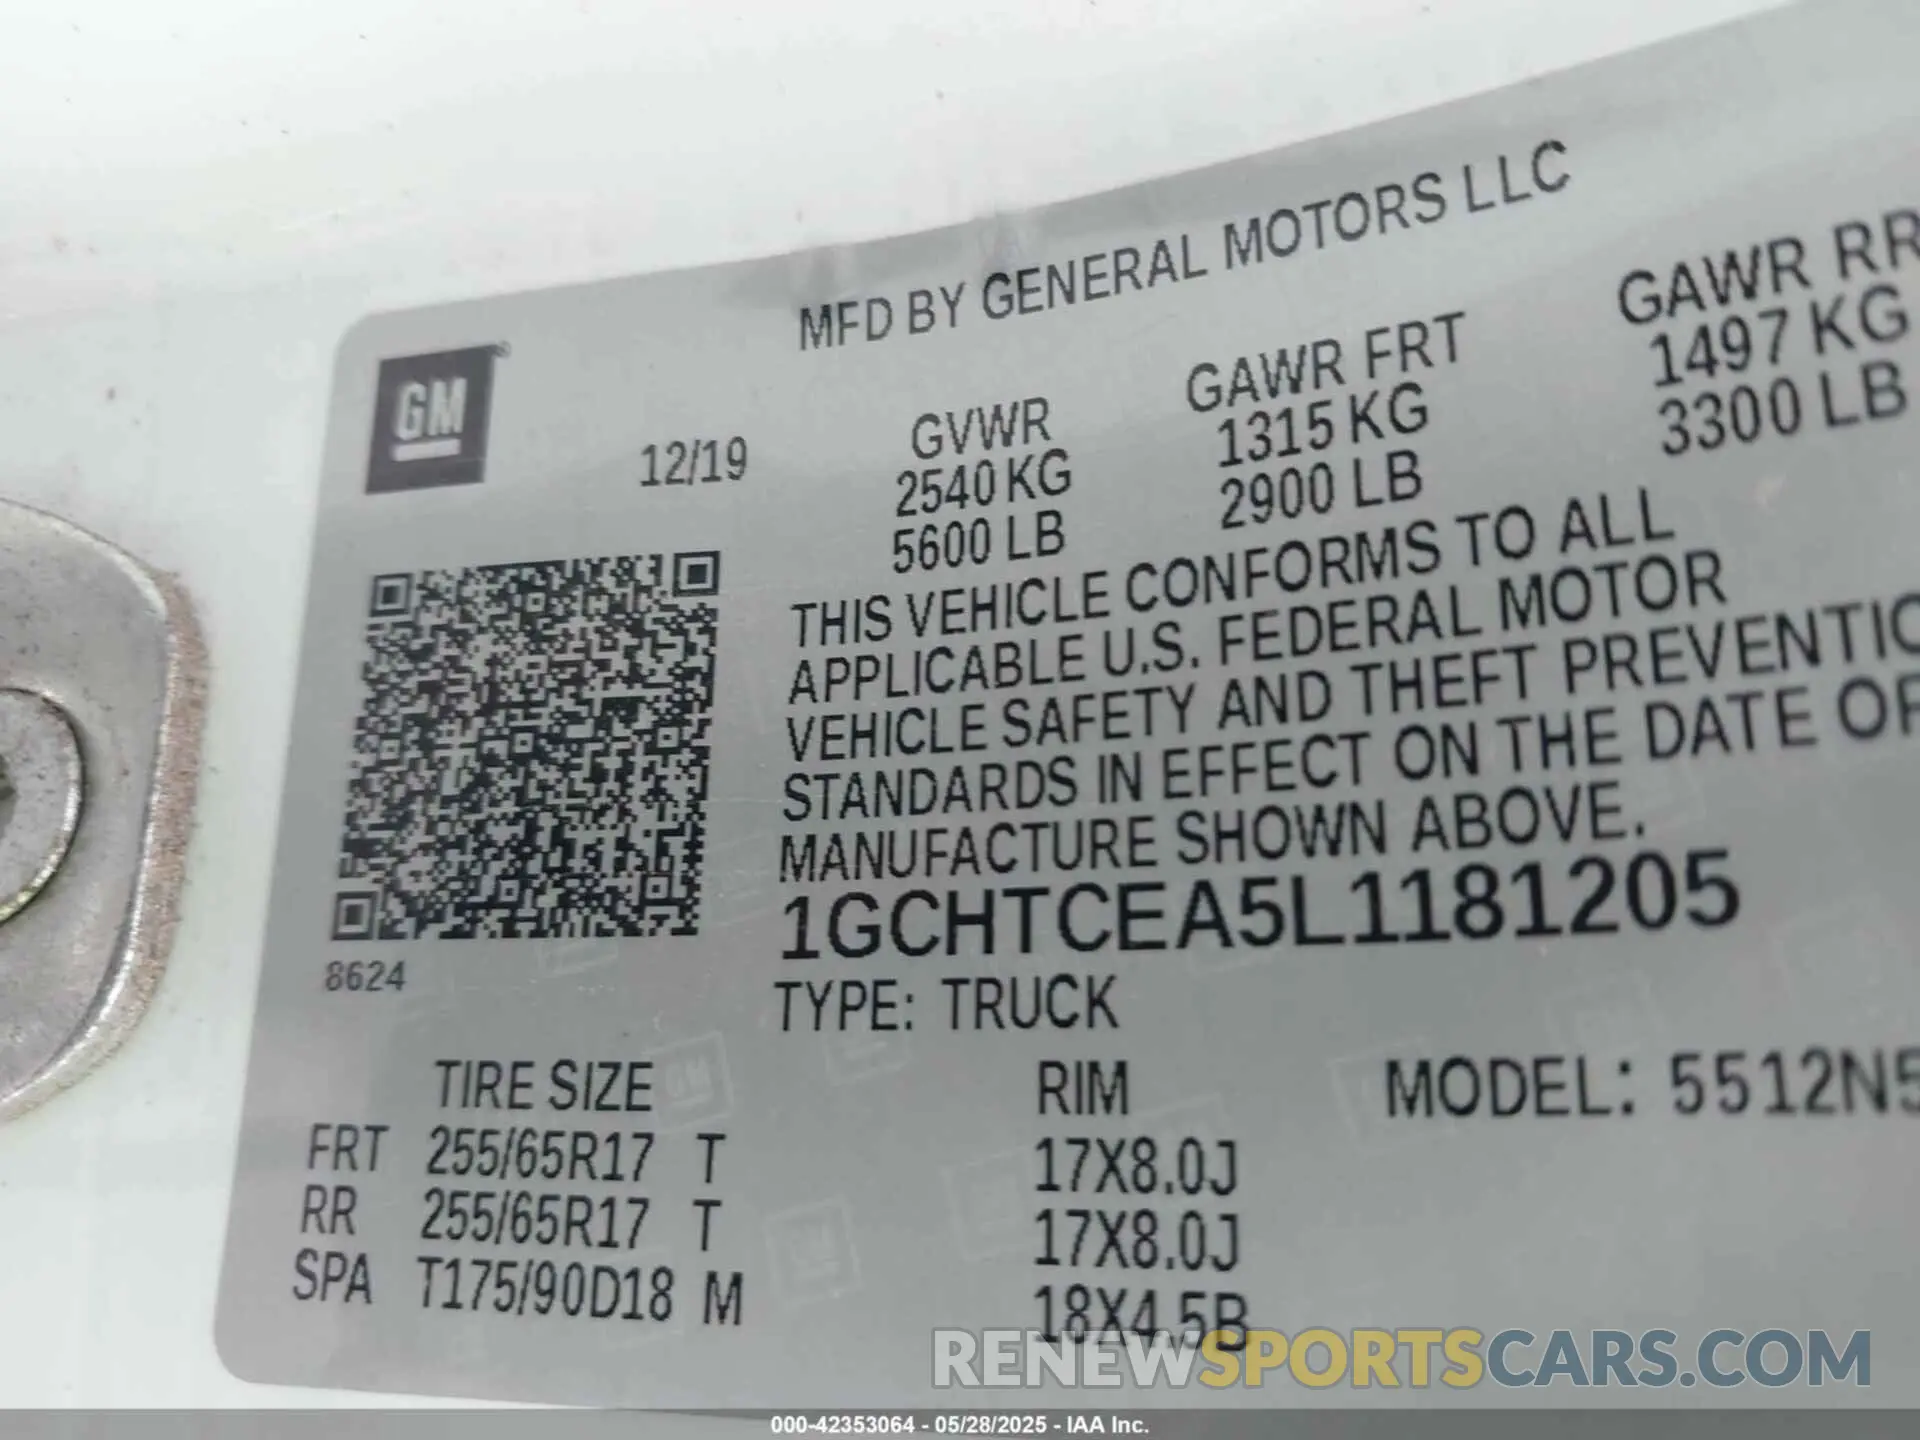 MFD BY GENERAL MOTORS LLC
GM
12/19
GVWR
2540 KG
5600 LB
GAWR FRT
1315 KG
2900 LB
GAWR RR
1497 KG
3300 LB
THIS VEHICLE CONFORMS TO ALL
APPLICABLE U.S. FEDERAL MOTOR
VEHICLE SAFETY AND THEFT PREVENTIO
STANDARDS IN EFFECT ON THE DATE OF
MANUFACTURE SHOWN ABOVE.
1GCHTCEA5L1181205
8624
TYPE: TRUCK
TIRE SIZE RIM MODEL: 5512N5
FRT 255/65R17 T 17X8.0J
RR 255/65R17 T 17X8.0J
SPA T175/90D18 M 18X4.5B
RENEWSPORTSCARS.COM
000-42353064 - 05/28/2025 - IAA Inc.